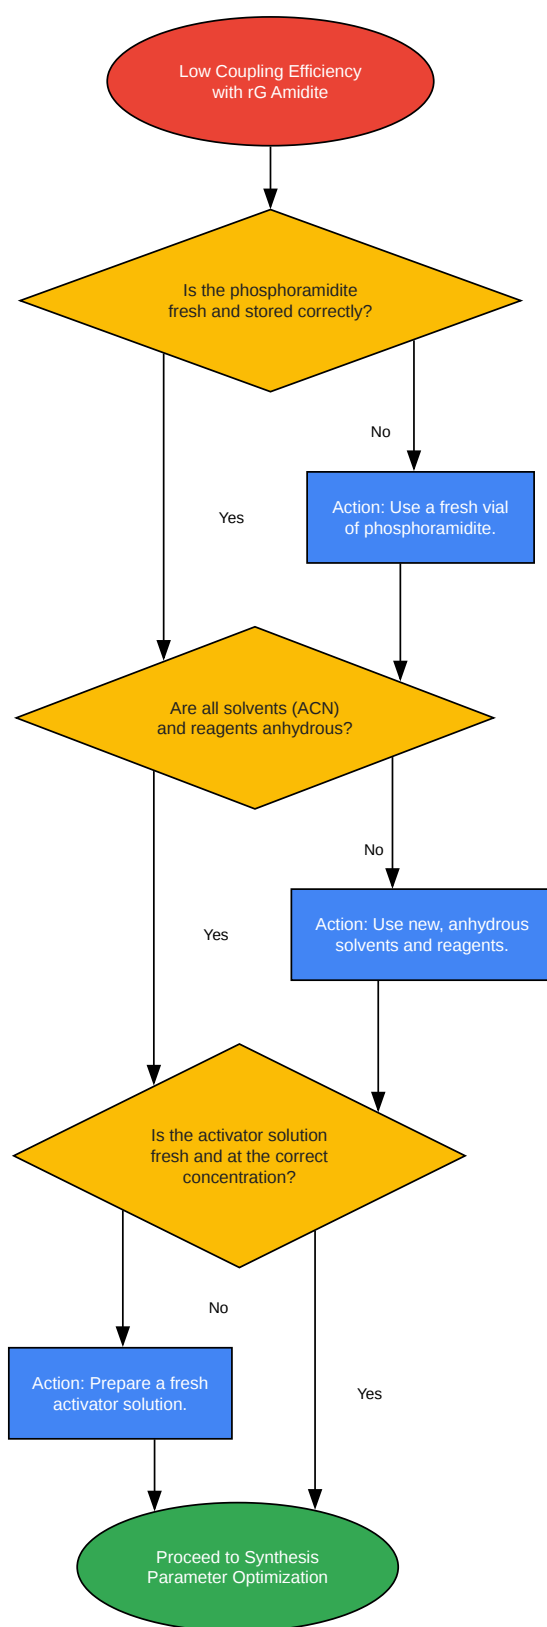 Low Coupling Efficiency
with rG Amidite
Is the phosphoramidite
fresh and stored correctly?
No
Action: Use a fresh vial
of phosphoramidite.
Yes
Are all solvents (ACN)
and reagents anhydrous?
No
Action: Use new, anhydrous
solvents and reagents.
Yes
Is the activator solution
fresh and at the correct
concentration?
No
Action: Prepare a fresh
activator solution.
Yes
Proceed to Synthesis
Parameter Optimization